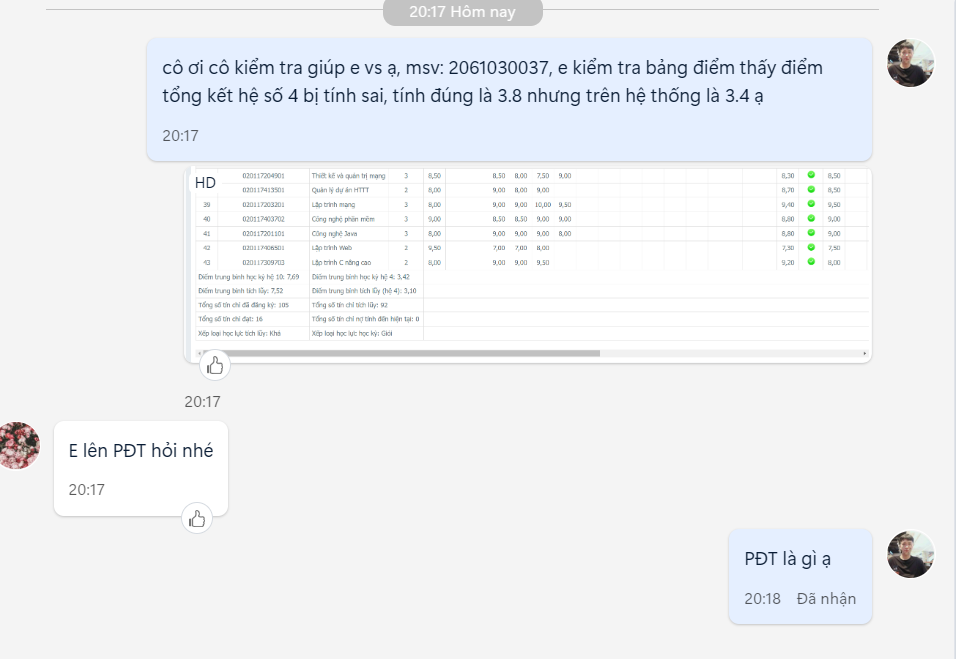 20:17 Hôm nay
cô ơi cô kiểm tra giúp e vs ạ, msv: 2061030037, e kiểm tra bảng điểm thấy điểm
tổng kết hệ số 4 bị tính sai, tính đúng là 3.8 nhưng trên hệ thống là 3.4 ạ
20:17
HD
020117204901 Thiết kế và quản trị mạng 3 8,50 8,50 8,00 7,50 9,00 8,30 8,50
020117413501 Quản lý dự án HTTT 2 8,00 9,00 8,00 9,00 8,70 8,50
39 020117203201 Lập trình mạng 3 8,00 9,00 9,00 10,00 9,50 9,40 9,50
40 020117403702 Công nghệ phần mềm 3 9,00 8,50 8,50 9,00 9,00 8,80 9,00
41 020117201101 Công nghệ Java 3 8,00 9,00 9,00 9,00 8,00 8,80 9,00
42 020117406501 Lập trình Web 2 9,50 7,00 7,00 8,00 7,30 7,50
43 020117309703 Lập trình C nâng cao 2 8,00 9,00 9,00 9,50 9,20 8,00
Điểm trung bình học kỳ hệ 10: 7,69 Điểm trung bình học kỳ hệ 4: 3,42
Điểm trung bình tích lũy: 7,52 Điểm trung bình tích lũy (hệ 4): 3,10
Tổng số tín chỉ đã đăng ký: 105 Tổng số tín chỉ tích lũy: 92
Tổng số tín chỉ đạt: 16 Tổng số tín chỉ nợ tính đến hiện tại: 0
Xếp loại học lực tích lũy: Khá Xếp loại học lực học kỳ: Giỏi
20:17
E lên PĐT hỏi nhé
20:17
PĐT là gì ạ
20:18 Đã nhận